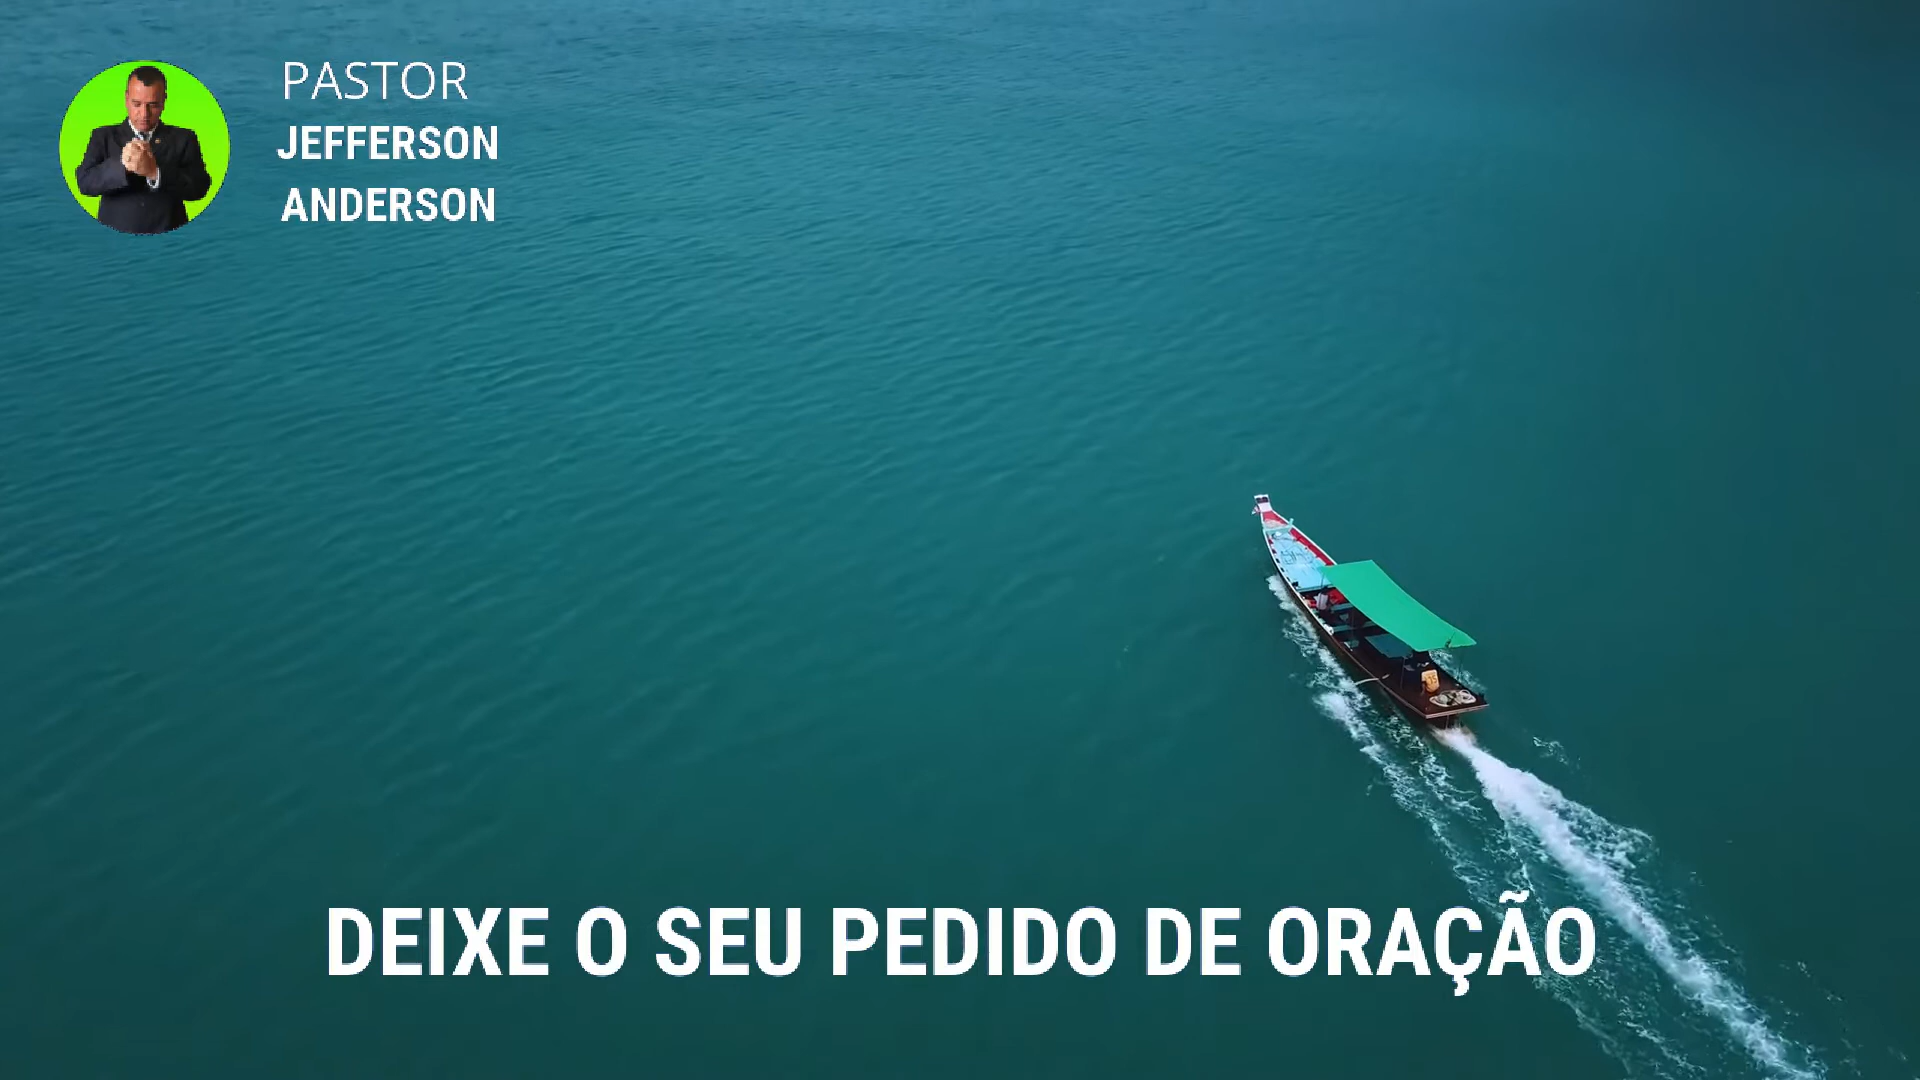 PASTOR
JEFFERSON
ANDERSON
DEIXE O SEU PEDIDO DE ORAÇÃO